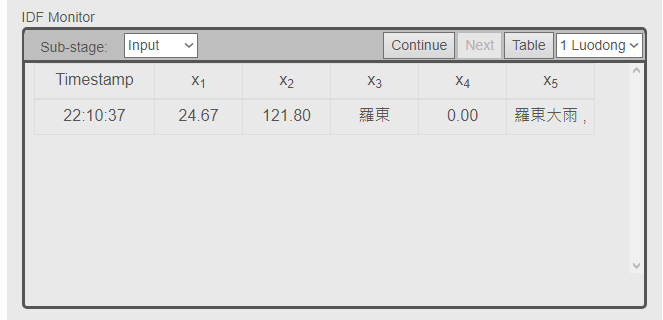 IDF Monitor
Sub-stage: Input Continue Next Table 1 Luodong
Timestamp x1 x2 x3 x4 x5
22:10:37 24.67 121.80 羅東 0.00 羅東大雨 ,